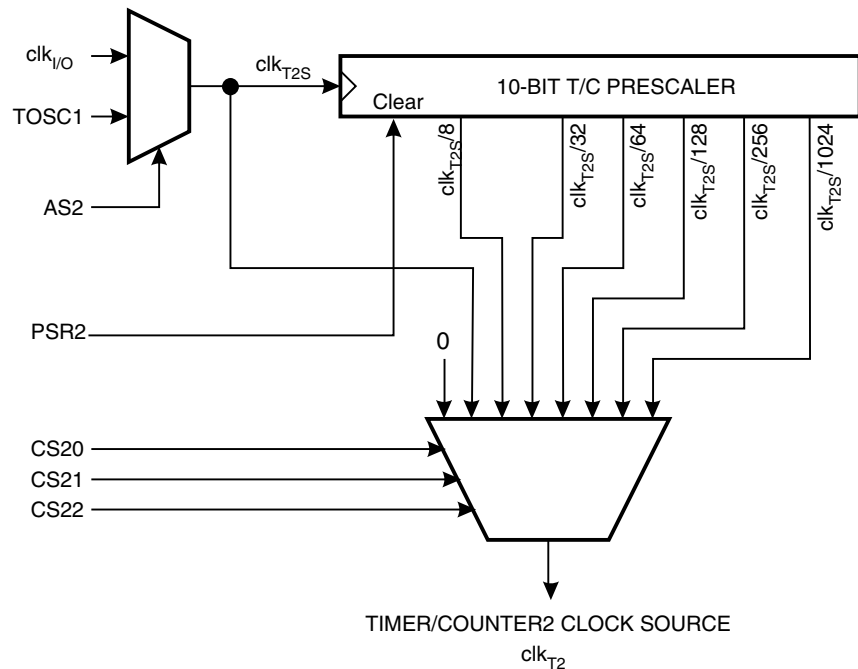 clkI/O
clkT2S
10-BIT T/C PRESCALER
TOSC1
Clear
clkT2S/8
clkT2S/32
clkT2S/64
clkT2S/128
clkT2S/256
clkT2S/1024
AS2
PSR2
0
CS20
CS21
CS22
TIMER/COUNTER2 CLOCK SOURCE
clkT2